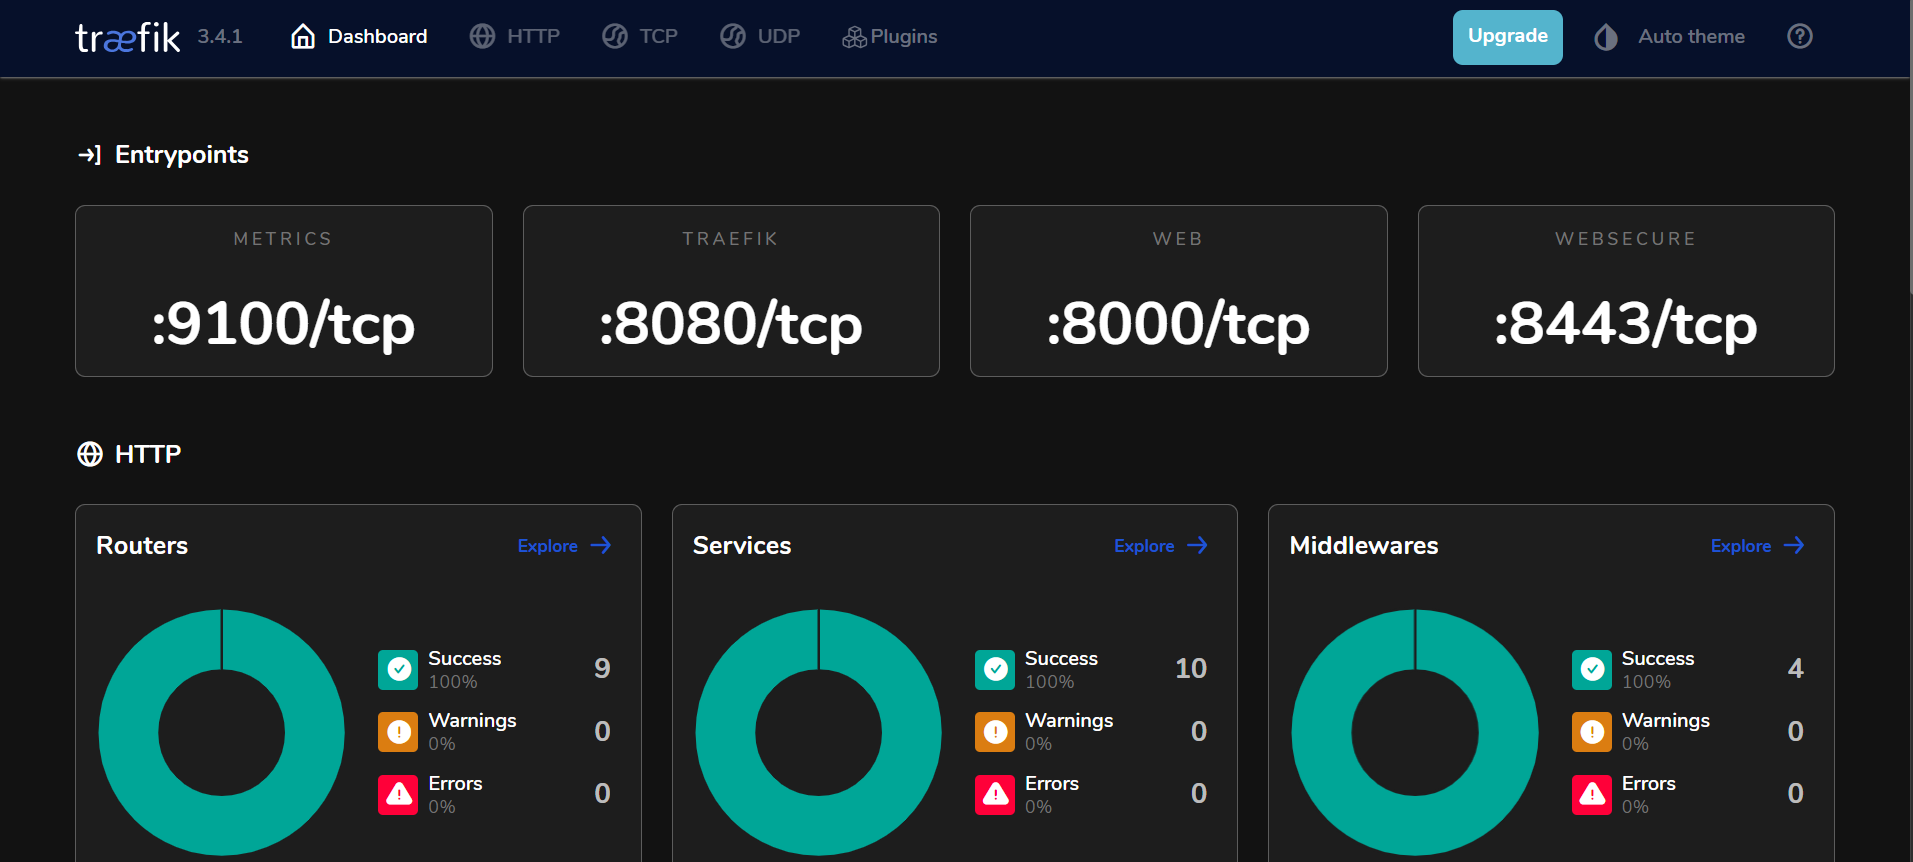 træfik 3.4.1 Dashboard HTTP TCP UDP Plugins Upgrade Auto theme
Entrypoints
METRICS TRAEFIK WEB WEBSECURE
:9100/tcp :8080/tcp :8000/tcp :8443/tcp
HTTP
Routers Explore
Success 9
100%
Warnings 0
0%
Errors 0
0%
Services Explore
Success 10
100%
Warnings 0
0%
Errors 0
0%
Middlewares Explore
Success 4
100%
Warnings 0
0%
Errors 0
0%